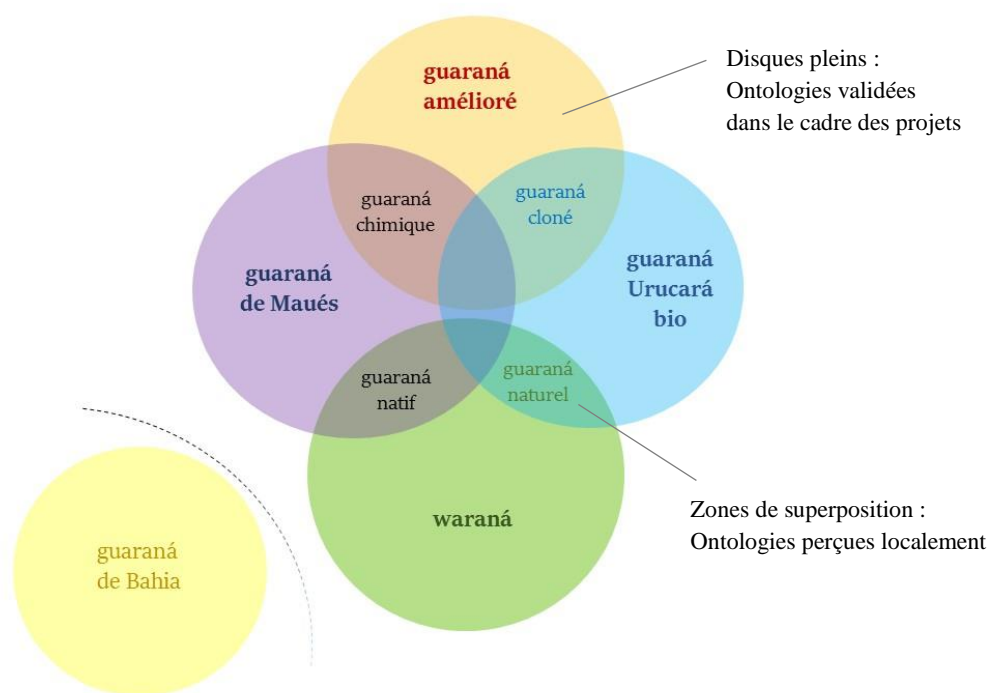 guaraná
amélioré
Disques pleins :
Ontologies validées
dans le cadre des projets
guaraná
chimique
guaraná
cloné
guaraná
de Maués
guaraná
Urucará
bio
guaraná
natif
guaraná
naturel
waraná
Zones de superposition :
Ontologies perçues localement
guaraná
de Bahia